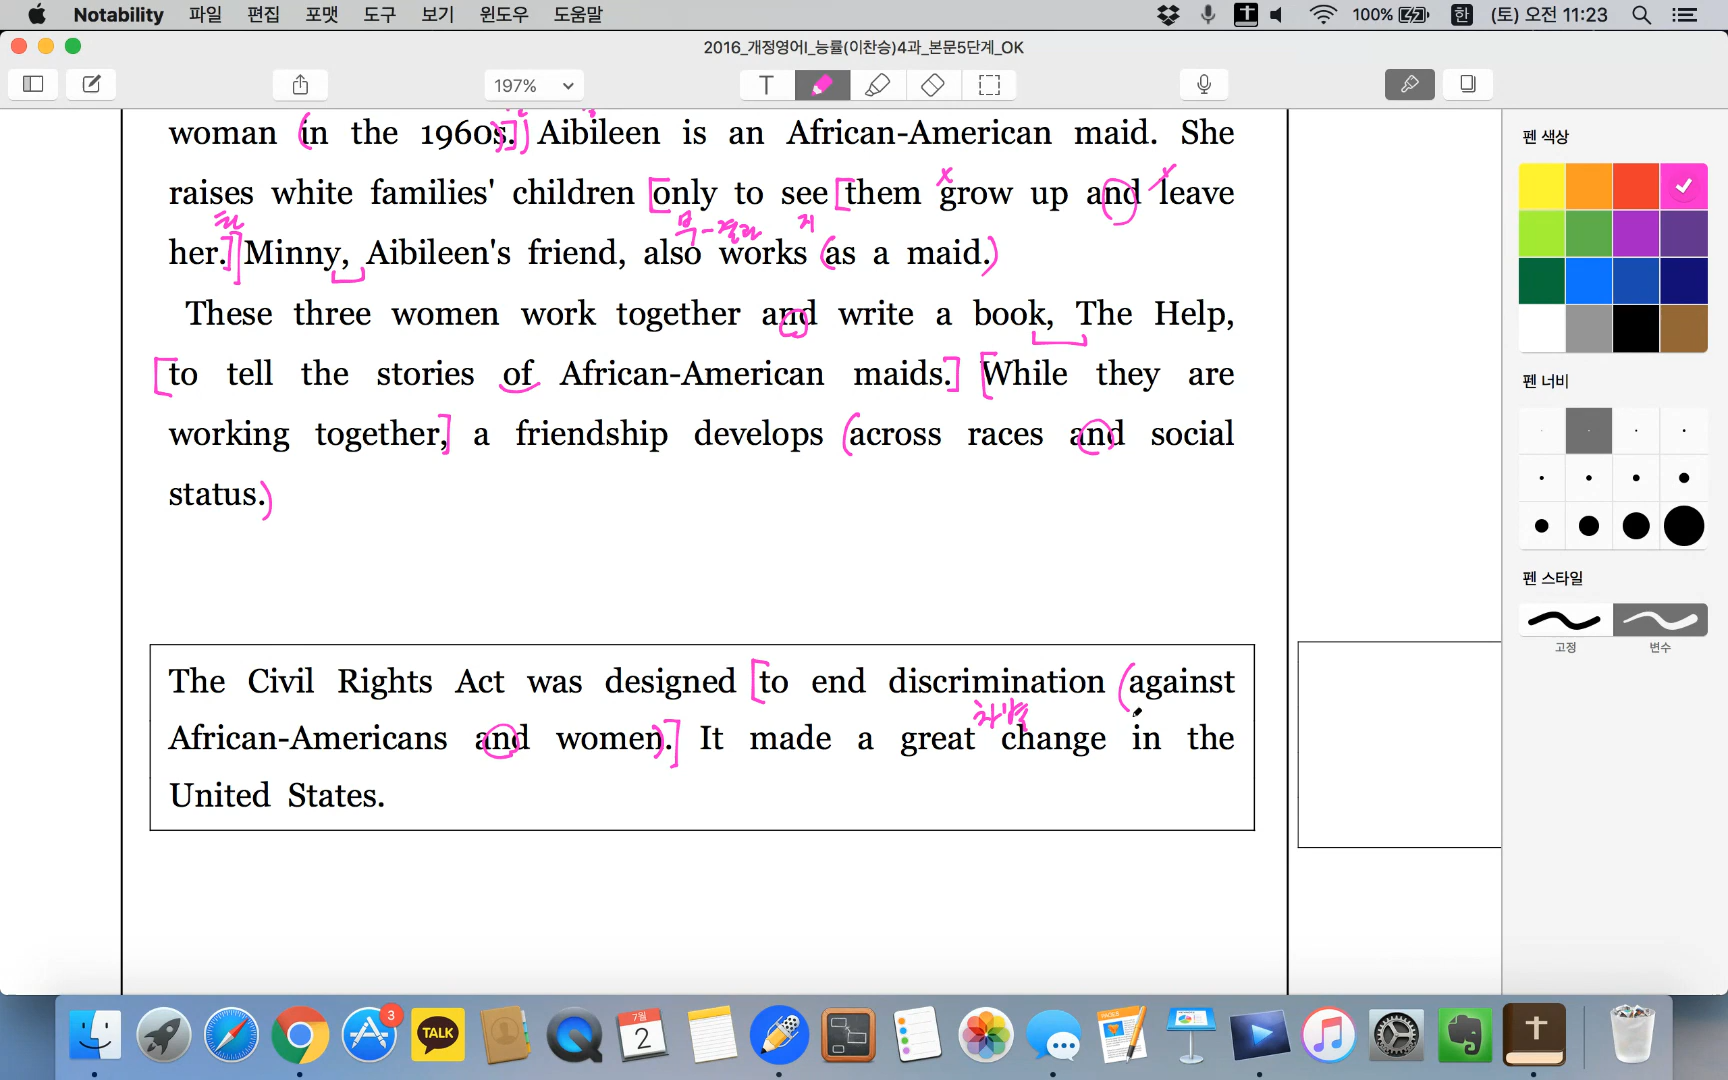 Notability 파일 편집 포맷 도구 보기 윈도우 도움말 100% 한 (토) 오전 11:23
2016_개정영어I_능률(이찬승)4과_본문5단계_OK
197% T
woman (in the 1960s.)] Aibileen is an African-American maid. She
raises white families' children [only to see [them grow up and leave
her.]] Minny, Aibileen's friend, also works (as a maid.)
These three women work together and write a book, The Help,
[to tell the stories of African-American maids.] [While they are
working together,] a friendship develops (across races and social
status.)
The Civil Rights Act was designed [to end discrimination (against
차별
African-Americans and women).] It made a great change in the
United States.
펜 색상
펜 너비
펜 스타일
고정 변수
3
TALK
7월
2
PAGES